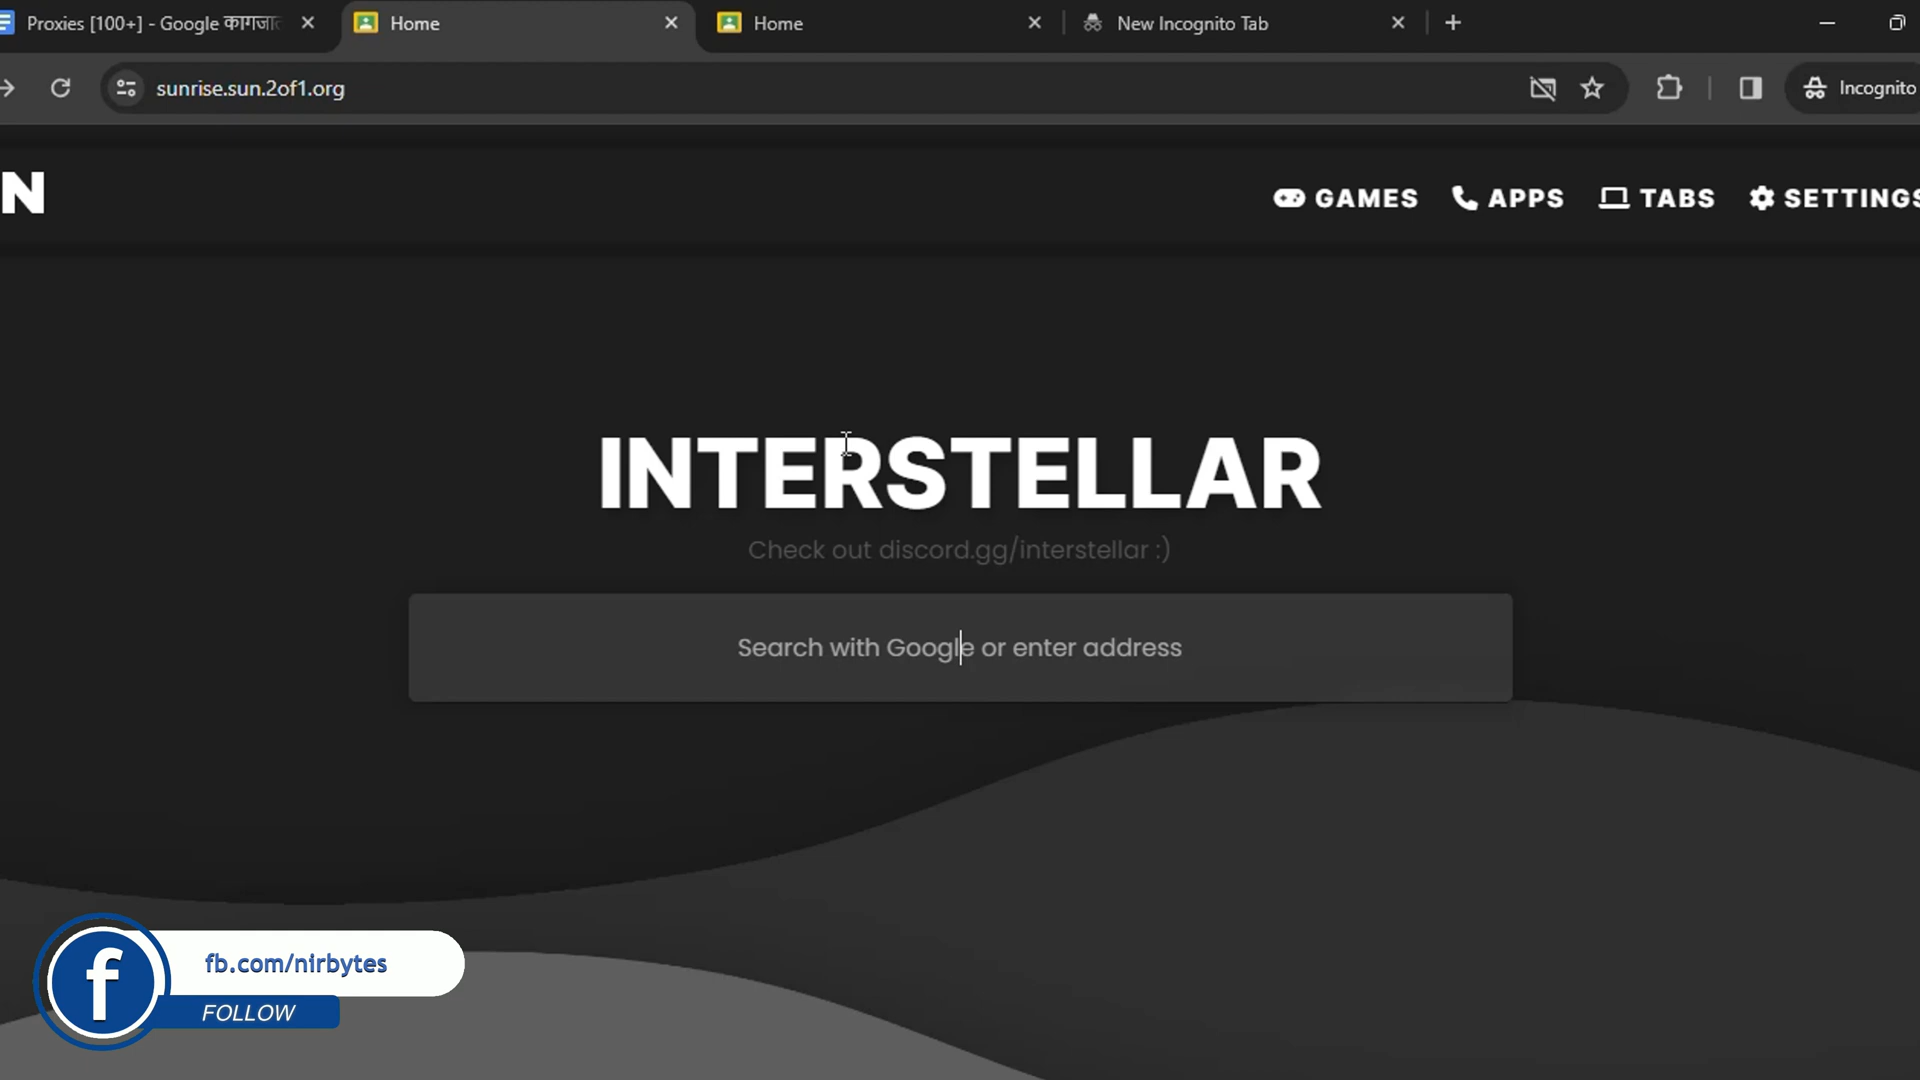 Proxies [100+] - Google कागजात
Home
Home
New Incognito Tab
sunrise.sun.2of1.org
Incognito
N
GAMES
APPS
TABS
SETTINGS
INTERSTELLAR
Check out discord.gg/interstellar :)
Search with Google or enter address
fb.com/nirbytes
FOLLOW